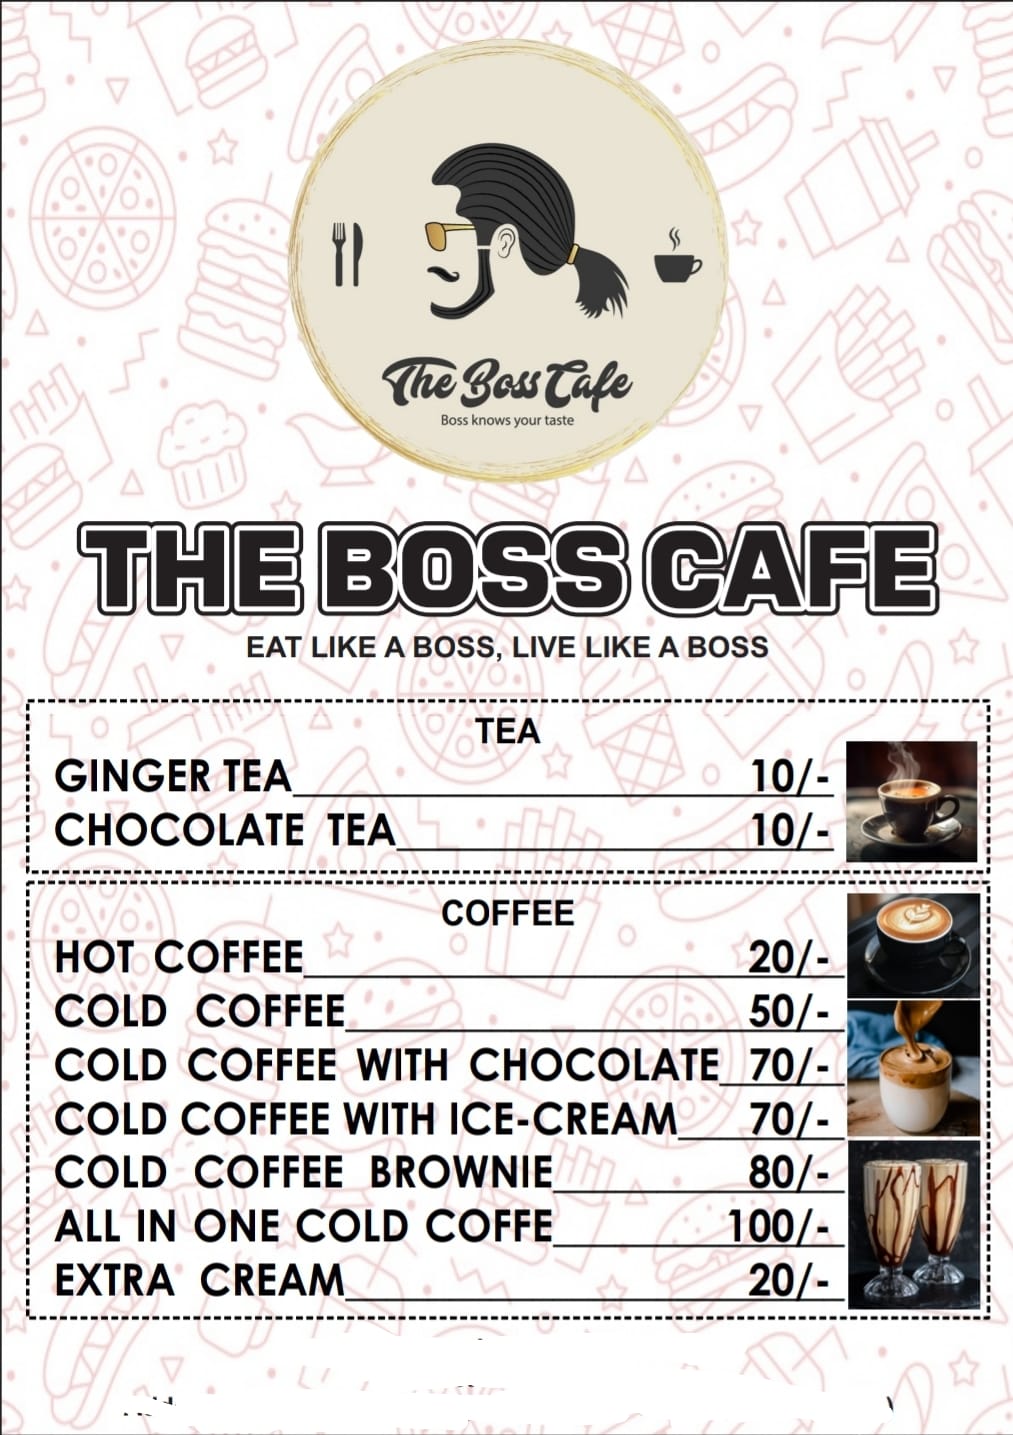 The Boss Cafe
Boss knows your taste
THE BOSS CAFE
EAT LIKE A BOSS, LIVE LIKE A BOSS
TEA
GINGER TEA 10/-
CHOCOLATE TEA 10/-
COFFEE
HOT COFFEE 20/-
COLD COFFEE 50/-
COLD COFFEE WITH CHOCOLATE 70/-
COLD COFFEE WITH ICE-CREAM 70/-
COLD COFFEE BROWNIE 80/-
ALL IN ONE COLD COFFE 100/-
EXTRA CREAM 20/-